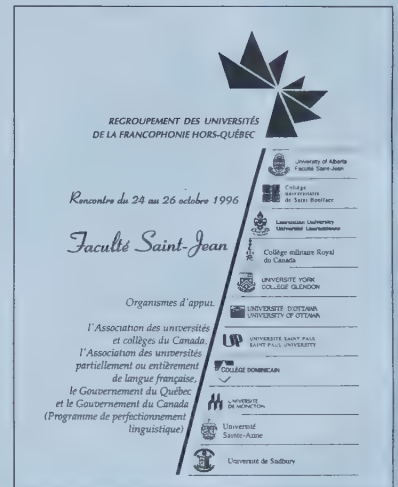 REGROUPEMENT DES UNIVERSITÉS
DE LA FRANCOPHONIE HORS-QUÉBEC
Rencontre du 24 au 26 octobre 1996
Faculté Saint-Jean
Organismes d'appui.
l'Association des universités
et collèges du Canada.
l'Association des universités
partiellement ou entièrement
de langue française,
le Gouvernement du Québec
et le Gouvernement du Canada
(Programme de perfectionnement
linguistique)
University of Alberta
Faculté Saint-Jean
Collège
universitaire
de Saint Boniface
Laurentian University
Université Laurentienne
Collège militaire Royal
du Canada
UNIVERSITÉ YORK
COLLÈGE GLENDON
UNIVERSITÉ D'OTTAWA
UNIVERSITY OF OTTAWA
UNIVERSITÉ SAINT PAUL
SAINT PAUL UNIVERSITY
COLLÈGE DOMINICAIN
UNIVERSITÉ
DE MONCTON
Université
Sainte-Anne
Université de Sudbury